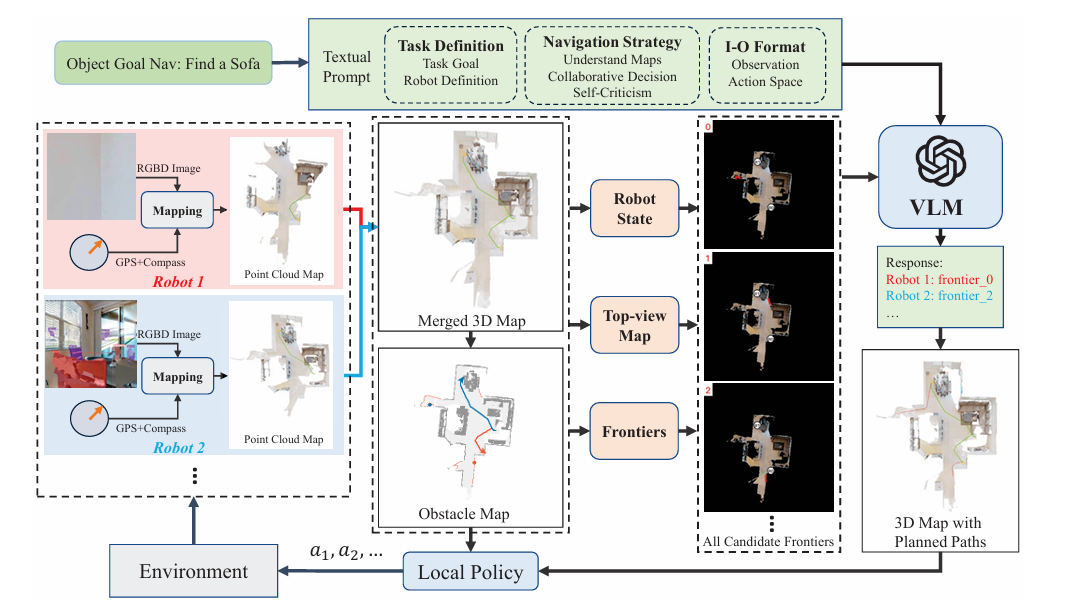 Object Goal Nav: Find a Sofa
Textual
Prompt
Task Definition
Task Goal
Robot Definition
Navigation Strategy
Understand Maps
Collaborative Decision
Self-Criticism
I-O Format
Observation
Action Space
RGBD Image
Mapping
GPS+Compass
Point Cloud Map
Robot 1
RGBD Image
Mapping
GPS+Compass
Point Cloud Map
Robot 2
Merged 3D Map
Obstacle Map
Robot
State
Top-view
Map
Frontiers
0
1
2
All Candidate Frontiers
VLM
Response:
Robot 1: frontier_0
Robot 2: frontier_2
…
3D Map with
Planned Paths
Local Policy
a₁, a₂, …
Environment